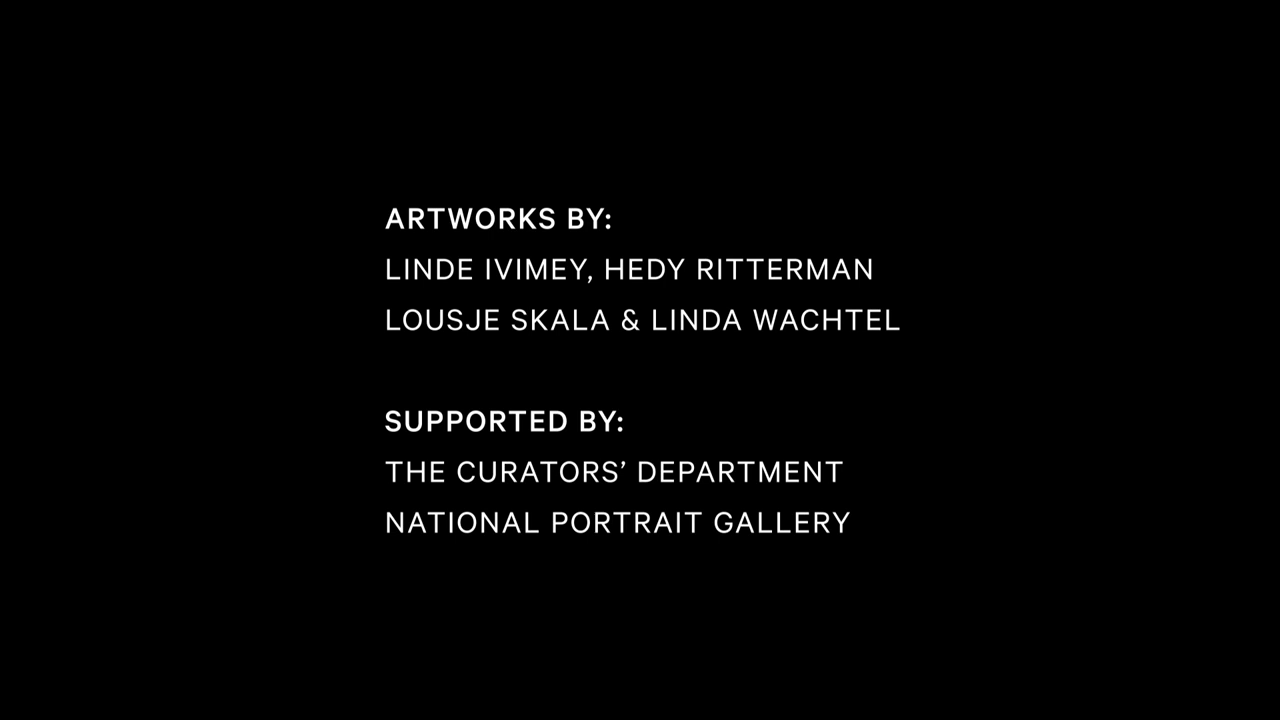 ARTWORKS BY:
LINDE IVIMEY, HEDY RITTERMAN
LOUSJE SKALA & LINDA WACHTEL
SUPPORTED BY:
THE CURATORS’ DEPARTMENT
NATIONAL PORTRAIT GALLERY